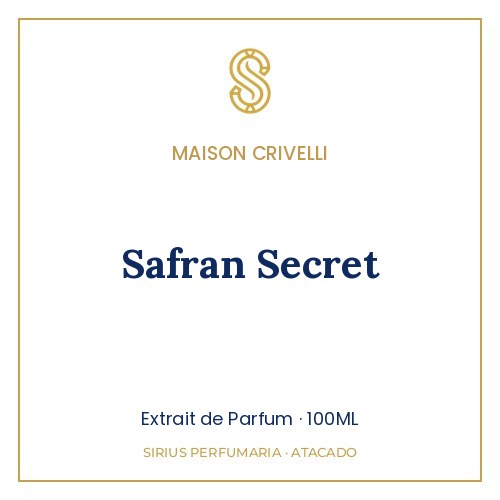 MAISON CRIVELLI
Safran Secret
Extrait de Parfum · 100ML
SIRIUS PERFUMARIA · ATACADO